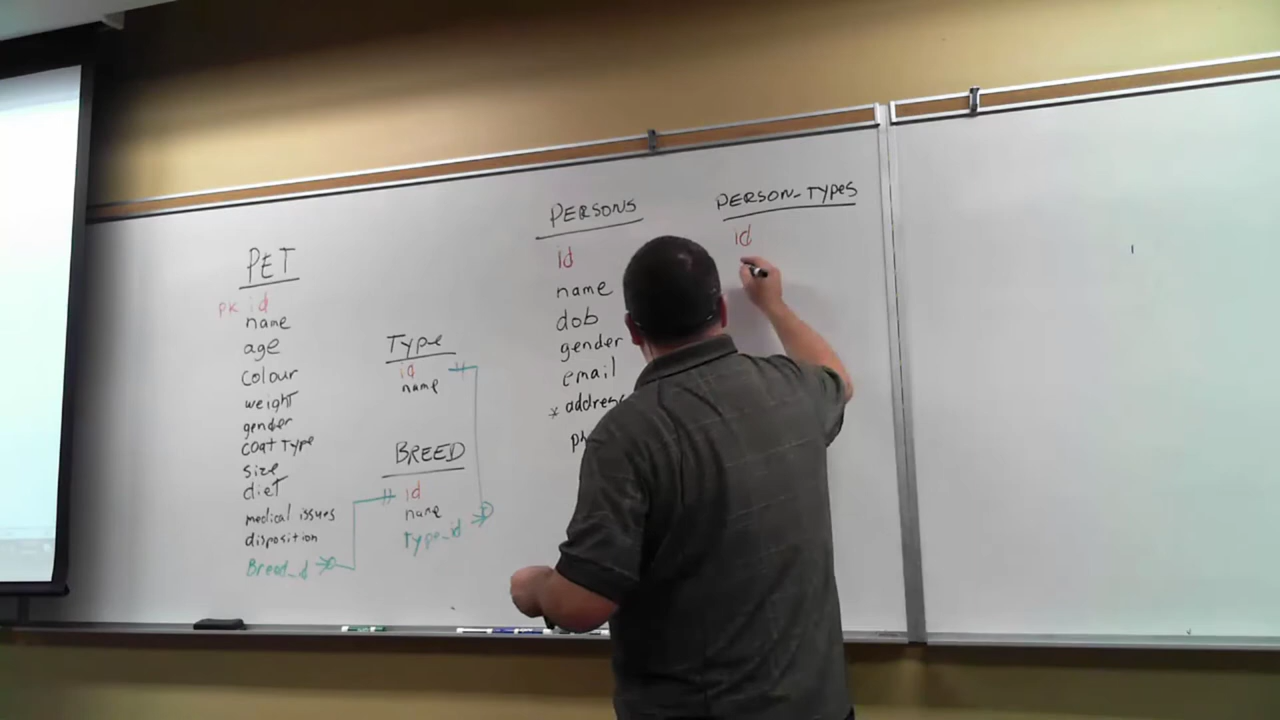 PET
PK id
name
age
colour
weight
gender
coat Type
size
diet
medical issues
disposition
Breed_id
Type
id
name
BREED
id
name
Type_id
PERSONS
id
name
dob
gender
email
* address
PERSON_TYPES
id